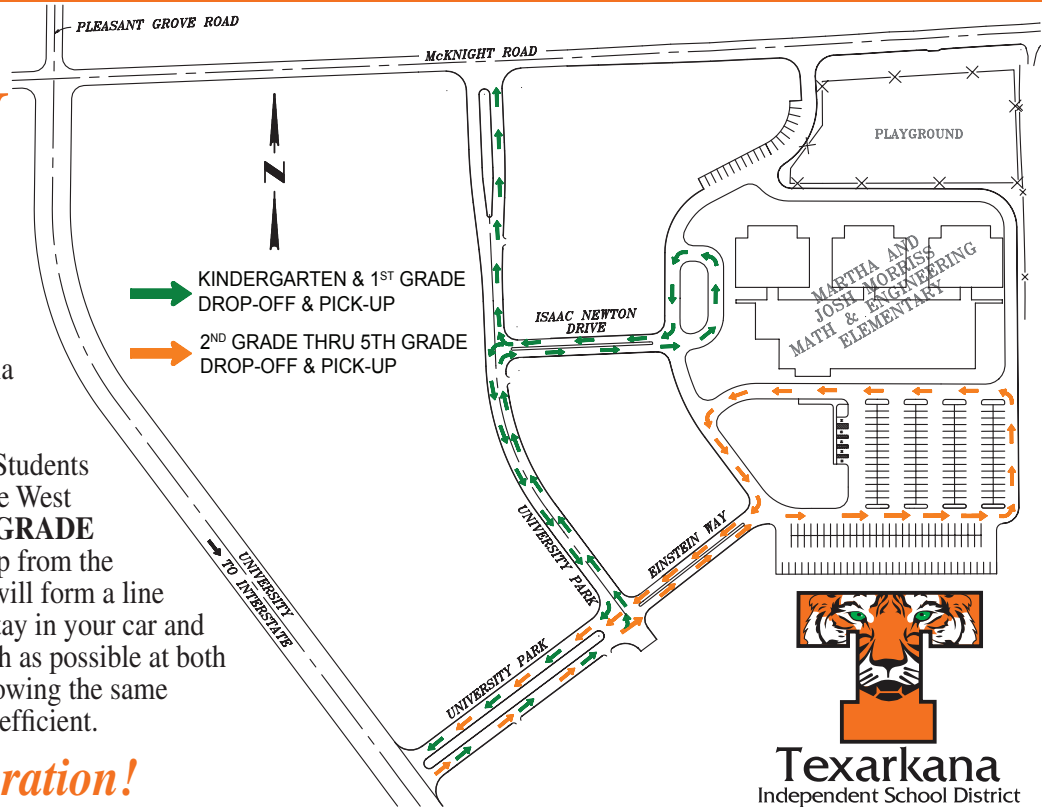 PLEASANT GROVE ROAD
McKNIGHT ROAD
PLAYGROUND
N
KINDERGARTEN & 1ST GRADE
DROP-OFF & PICK-UP
2ND GRADE THRU 5TH GRADE
DROP-OFF & PICK-UP
ISAAC NEWTON
DRIVE
MARTHA AND
JOSH MORRISS
MATH & ENGINEERING
ELEMENTARY
Students
West
GRADE
from the
will form a line
in your car and
as possible at both
the same
efficient.
UNIVERSITY
TO INTERSTATE
UNIVERSITY PARK
EINSTEIN WAY
UNIVERSITY PARK
T
Texarkana
Independent School District